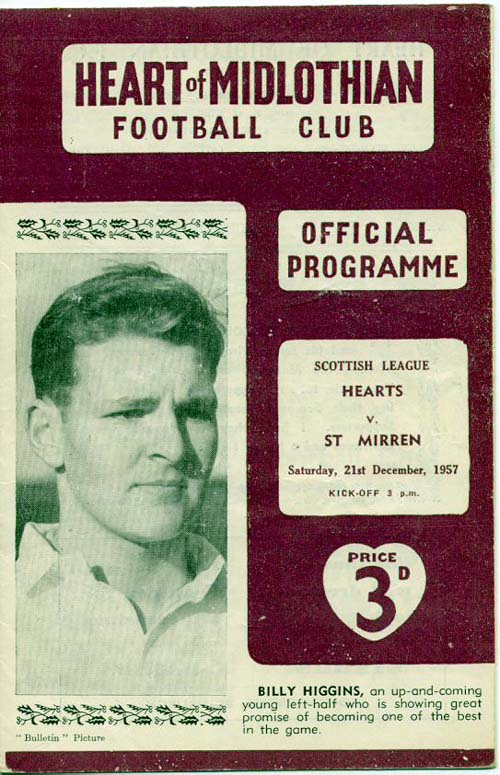 HEART of MIDLOTHIAN
FOOTBALL CLUB
OFFICIAL
PROGRAMME
SCOTTISH LEAGUE
HEARTS
v.
ST MIRREN
Saturday, 21st December, 1957
KICK-OFF 3 p.m.
PRICE
3D
BILLY HIGGINS, an up-and-coming
young left-half who is showing great
promise of becoming one of the best
in the game.
" Bulletin " Picture